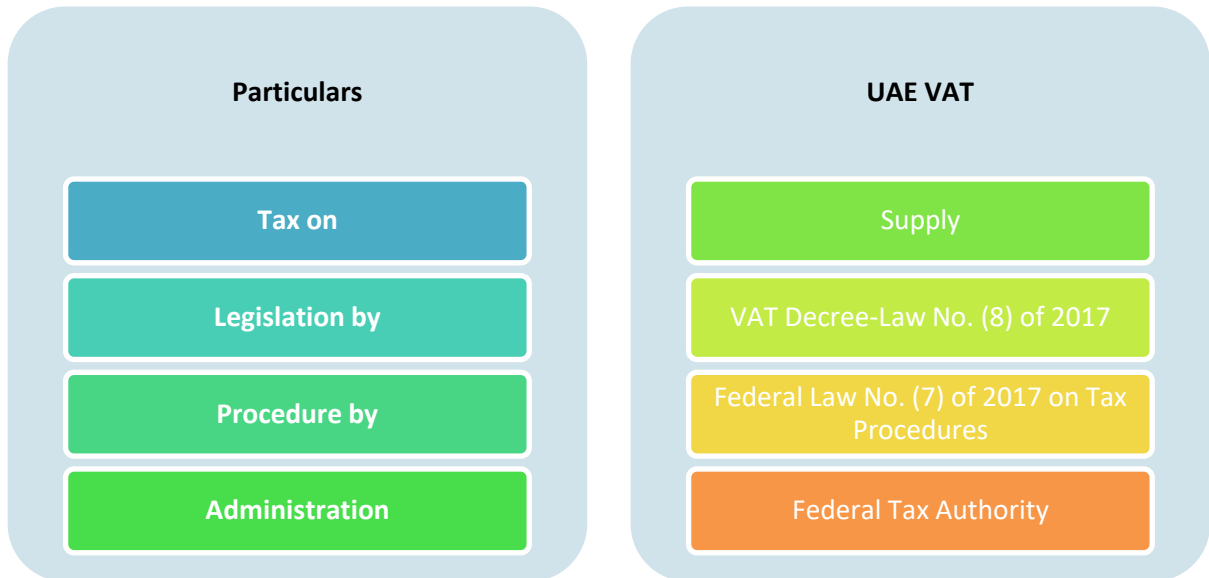 Particulars
Tax on
Legislation by
Procedure by
Administration
UAE VAT
Supply
VAT Decree-Law No. (8) of 2017
Federal Law No. (7) of 2017 on Tax
Procedures
Federal Tax Authority